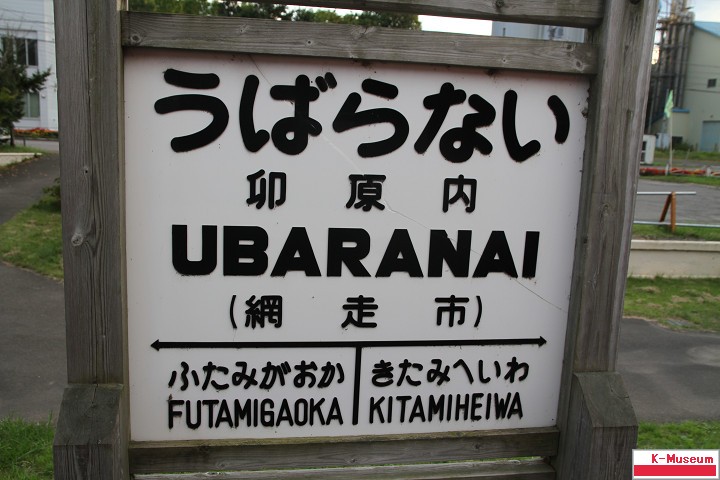 うばらない
卯原内
UBARANAI
(網走市)
ふたみがおか きたみへいわ
FUTAMIGAOKA KITAMIHEIWA
K-Museum